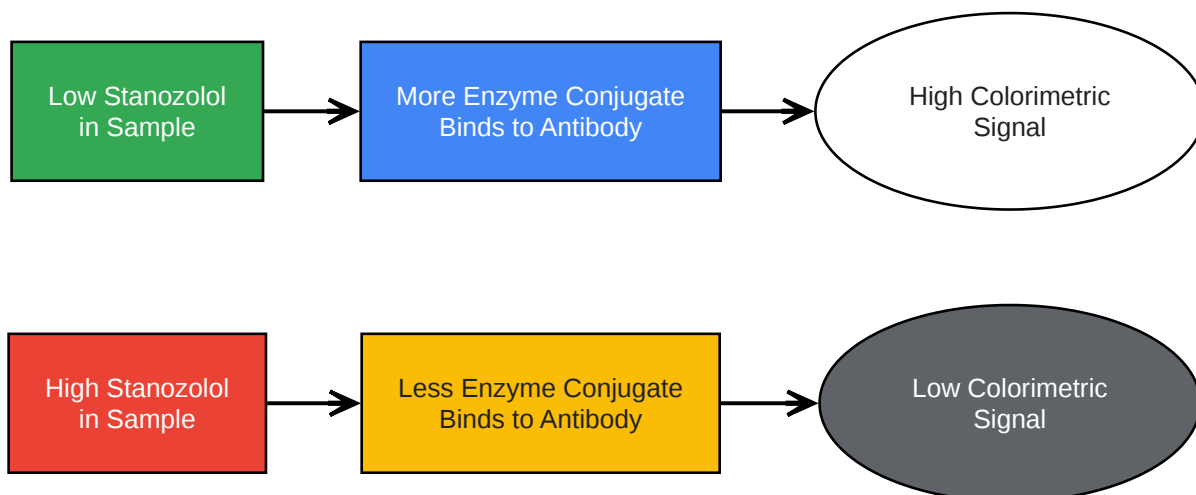 Low Stanozolol
in Sample
More Enzyme Conjugate
Binds to Antibody
High Colorimetric
Signal
High Stanozolol
in Sample
Less Enzyme Conjugate
Binds to Antibody
Low Colorimetric
Signal